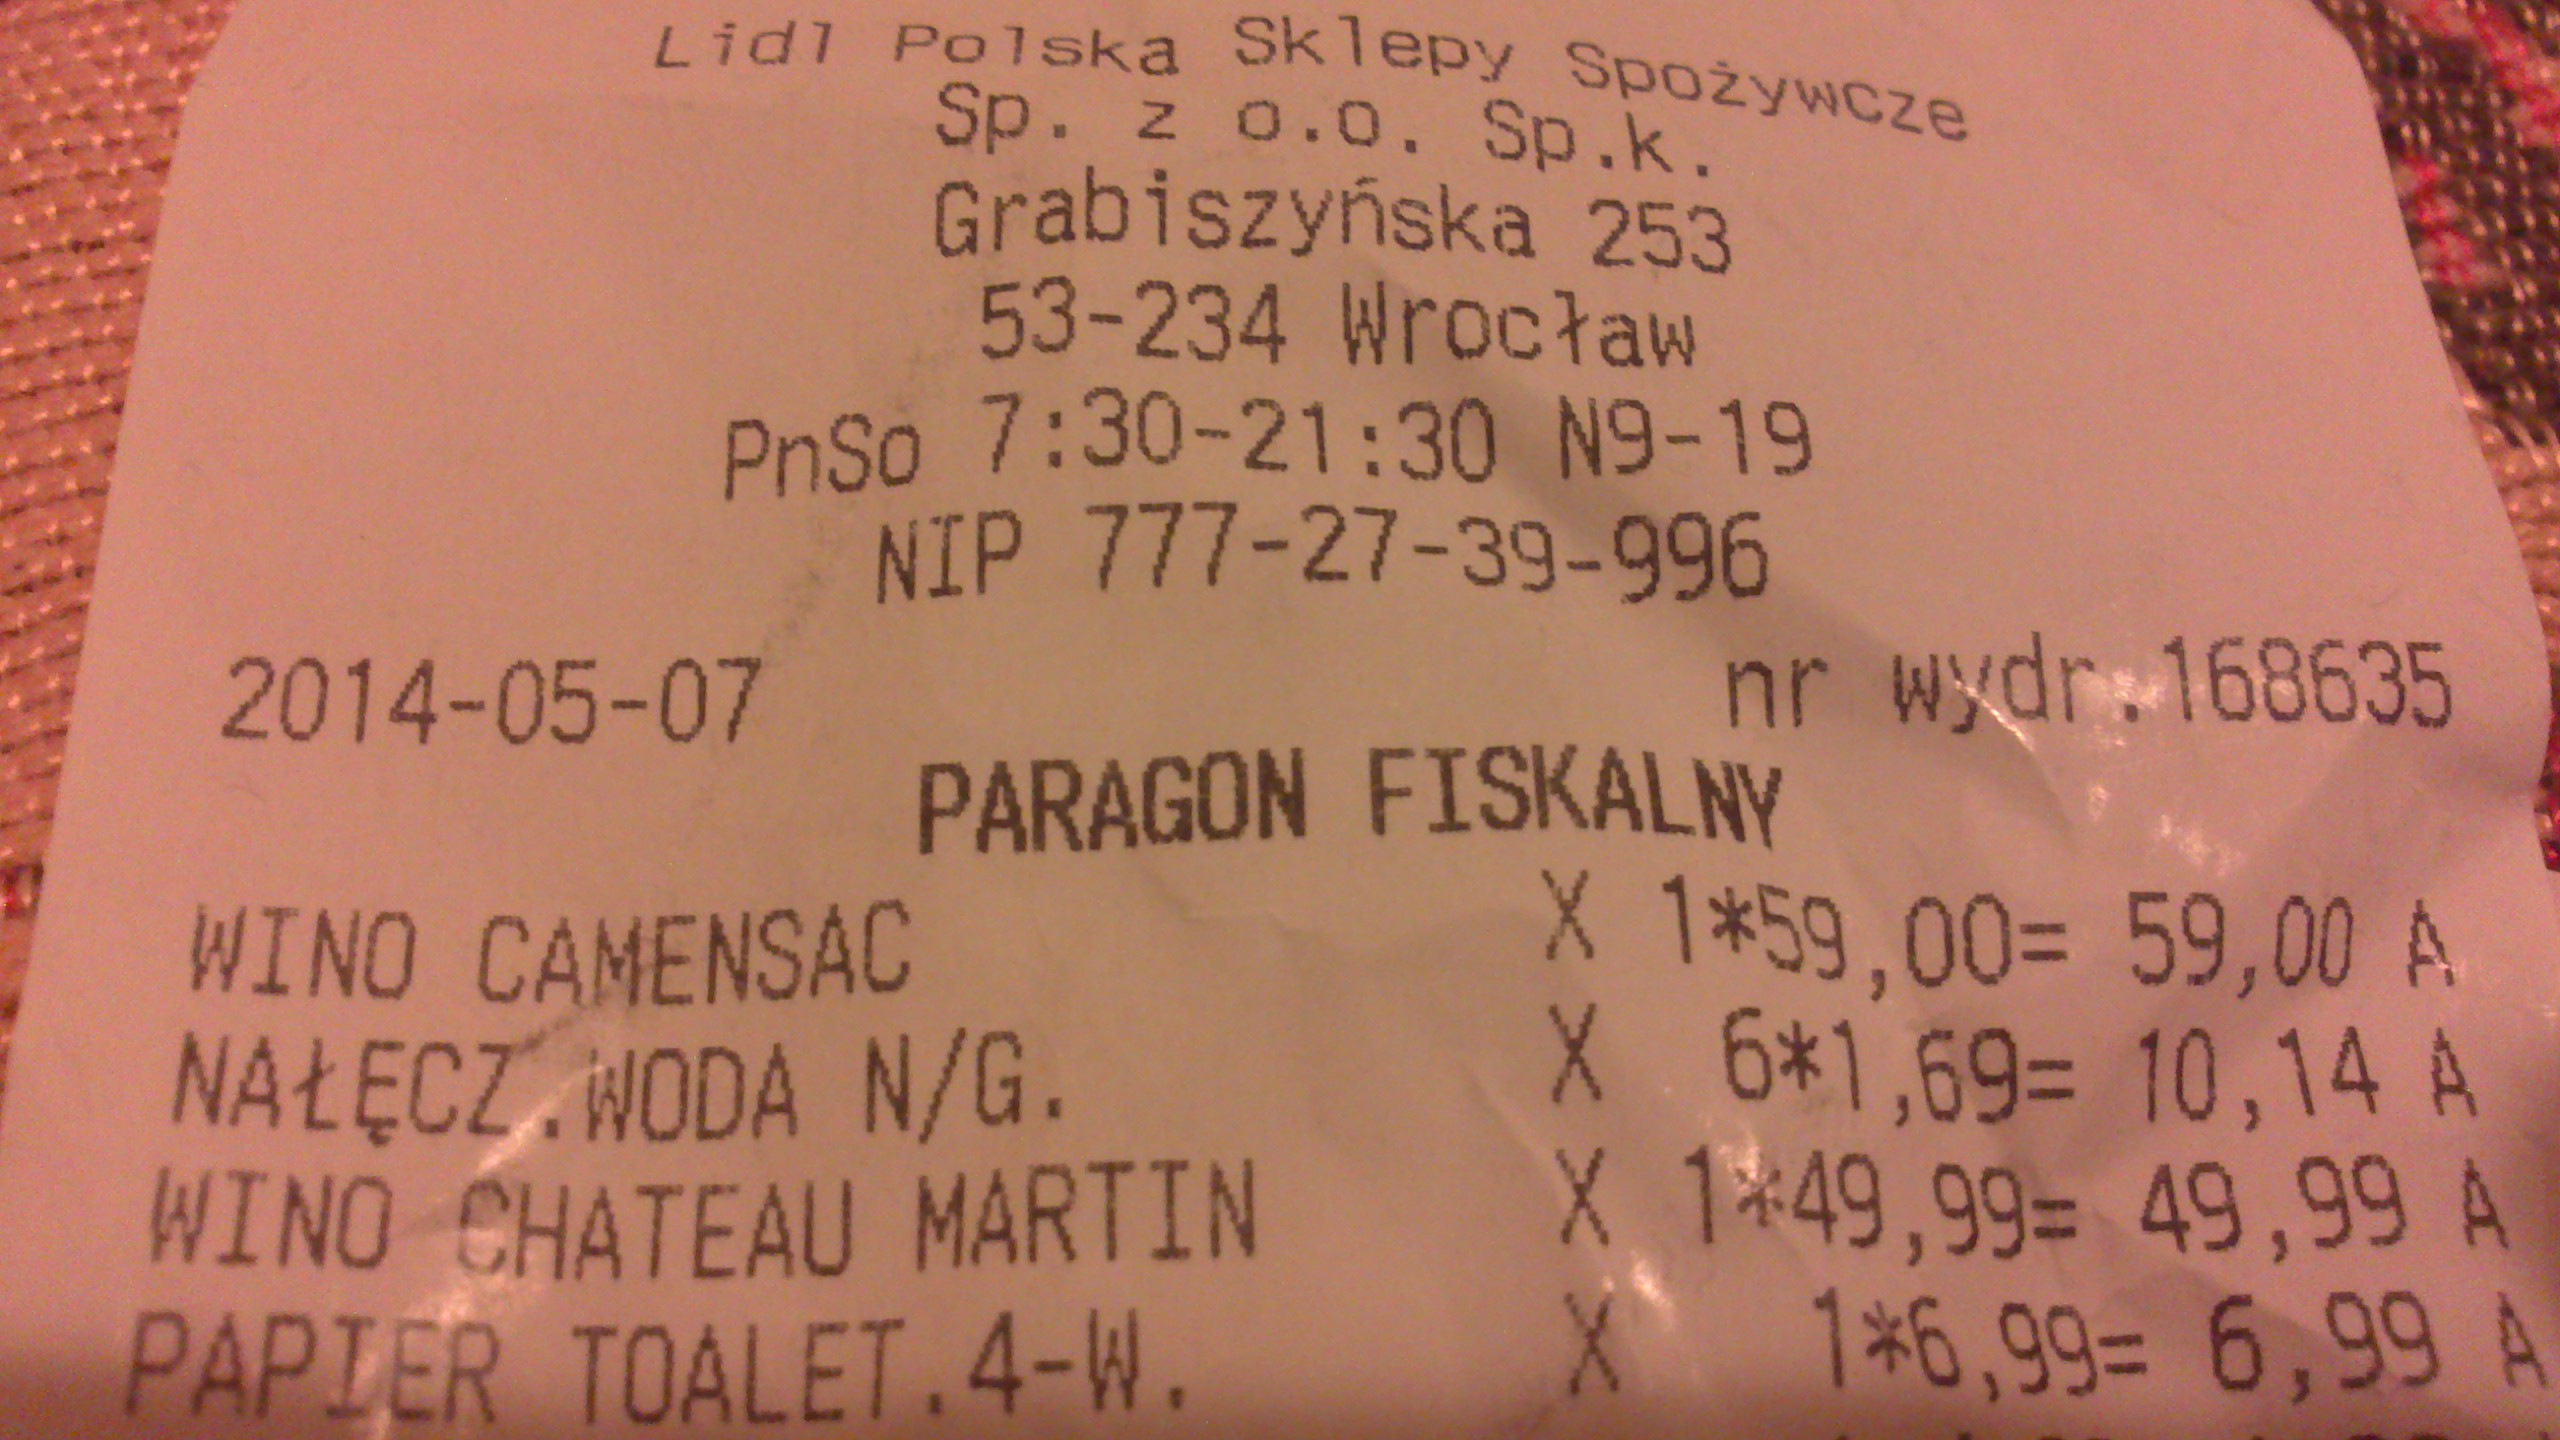 Lidl Polska Sklepy Spożywcze
Sp. z o.o. Sp.k.
Grabiszyńska 253
53-234 Wrocław
PnSo 7:30-21:30 N9-19
NIP 777-27-39-996
2014-05-07 nr wydr.168635
PARAGON FISKALNY
WINO CAMENSAC X 1*59,00= 59,00 A
NAŁĘCZ.WODA N/G. X 6*1,69= 10,14 A
WINO CHATEAU MARTIN X 1*49,99= 49,99 A
PAPIER TOALET.4-W. X 1*6,99= 6,99 A